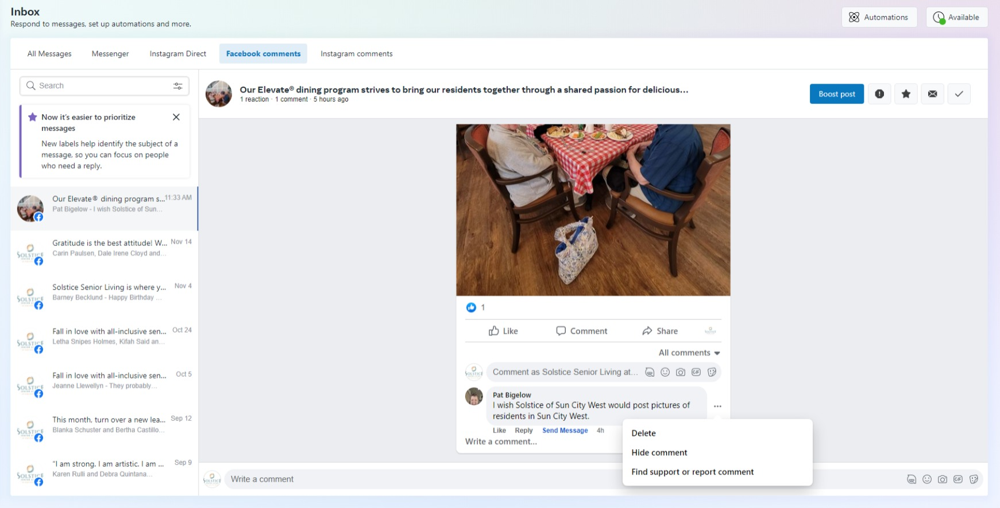 Inbox
Respond to messages, set up automations and more.
Automations
Available
All Messages
Messenger
Instagram Direct
Facebook comments
Instagram comments
Search
Now it's easier to prioritize
messages
New labels help identify the subject of a
message, so you can focus on people
who need a reply.
Our Elevate® dining program s...
11:33 AM
Pat Bigelow - I wish Solstice of Sun...
Gratitude is the best attitude! W...
Nov 14
Carin Paulsen, Dale Irene Cloyd and...
SOLSTICE
Solstice Senior Living is where y...
Nov 4
Barney Becklund - Happy Birthday ...
SOLSTICE
Fall in love with all-inclusive sen...
Oct 24
Letha Snipes Holmes, Kifah Said an...
SOLSTICE
Fall in love with all-inclusive sen...
Oct 5
Jeanne Llewellyn - They probably...
SOLSTICE
This month, turn over a new lea...
Sep 12
Blanka Schuster and Bertha Castillo...
SOLSTICE
“I am strong. I am artistic. I am ...
Sep 9
Karen Rulli and Debra Quintana...
SOLSTICE
Our Elevate® dining program strives to bring our residents together through a shared passion for delicious...
1 reaction · 1 comment · 5 hours ago
Boost post
1
Like
Comment
Share
All comments
SOLSTICE
Comment as Solstice Senior Living at...
GIF
Pat Bigelow
I wish Solstice of Sun City West would post pictures of
residents in Sun City West.
Like Reply Send Message 4h
Write a comment...
Delete
Hide comment
Find support or report comment
SOLSTICE
Write a comment
GIF